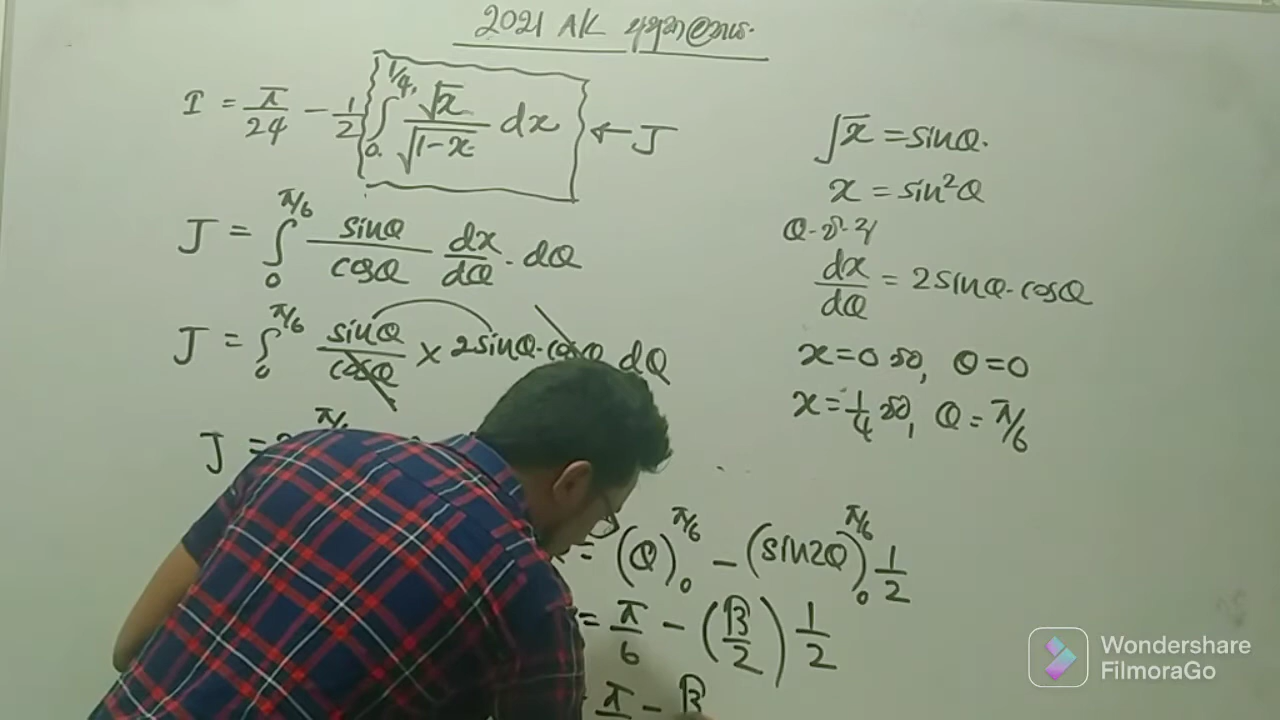 2021 AK
I = π/24 − 1/2 ∫₀^{1/4} √x/√(1−x) dx ← J
J = ∫₀^{π/6} sinθ/cosθ dx/dθ · dθ
J = ∫₀^{π/6} sinθ/cosθ × 2sinθ·cosθ dθ
J =
√x = sinθ.
x = sin²θ
dx/dθ = 2sinθ·cosθ
x=0 θ=0
x=1/4 θ=π/6
= (θ)₀^{π/6} − (sin2θ)₀^{π/6} 1/2
= π/6 − (√3/2) 1/2
π − √3
Wondershare
FilmoraGo